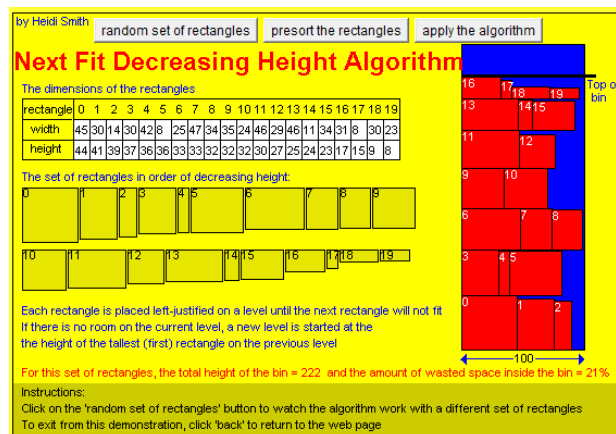 by Heidi Smith
random set of rectangles presort the rectangles apply the algorithm
Next Fit Decreasing Height Algorithm
The dimensions of the rectangles
rectangle 0 1 2 3 4 5 6 7 8 9 10 11 12 13 14 15 16 17 18 19
width 45 30 14 30 42 8 25 47 34 35 24 46 29 46 11 34 31 8 30 23
height 44 41 39 37 36 36 33 33 32 32 32 30 27 25 24 23 17 15 9 8
The set of rectangles in order of decreasing height:
0 1 2 3 4 5 6 7 8 9
10 11 12 13 14 15 16 17 18 19
Each rectangle is placed left-justified on a level until the next rectangle will not fit
If there is no room on the current level, a new level is started at the
the height of the tallest (first) rectangle on the previous level
16 17 18 19
Top o
bin
13 14 15
11 12
9 10
6 7 8
3 4 5
0 1 2
100
For this set of rectangles, the total height of the bin = 222 and the amount of wasted space inside the bin = 21%
Instructions:
Click on the 'random set of rectangles' button to watch the algorithm work with a different set of rectangles
To exit from this demonstration, click 'back' to return to the web page